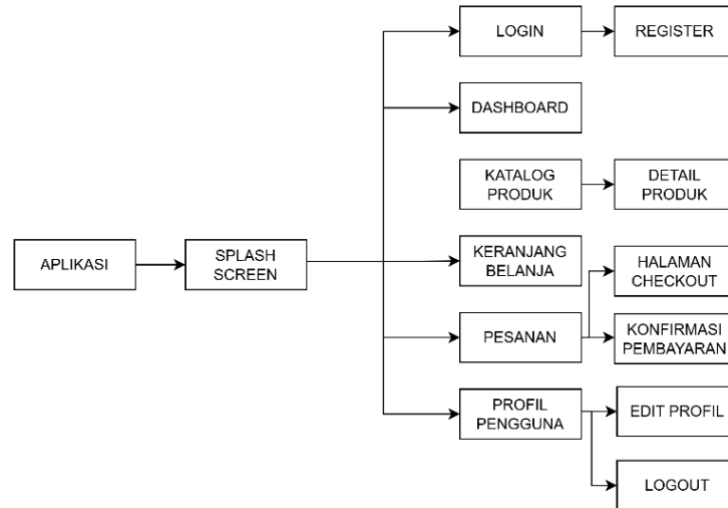 LOGIN
REGISTER
DASHBOARD
KATALOG
PRODUK
DETAIL
PRODUK
APLIKASI
SPLASH
SCREEN
KERANJANG
BELANJA
HALAMAN
CHECKOUT
PESANAN
KONFIRMASI
PEMBAYARAN
PROFIL
PENGGUNA
EDIT PROFIL
LOGOUT